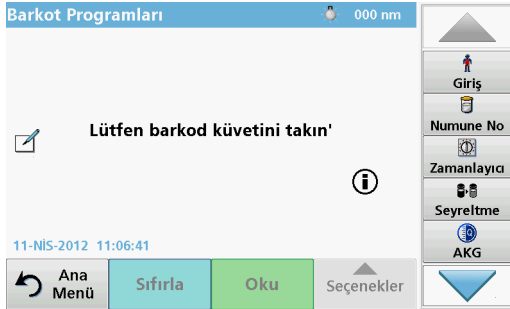 Barkot Programları 000 nm
Lütfen barkod küvetini takın'
11-NİS-2012 11:06:41
Ana Menü
Sıfırla
Oku
Seçenekler
Giriş
Numune No
Zamanlayıcı
Seyreltme
AKG